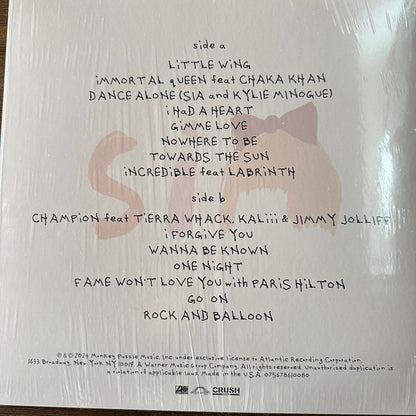 side a
LiTTLE WiNG
iMMORTAL qUEEN feaT CHAKA KHAN
DANCE ALONE (SiA and KYLiE MiNOGUE)
i HaD A HEART
GiMME LOVE
NOWHERE TO BE
TOWARDS THE SUN
iNCREDiBLE feaT LABRiNTH
side b
CHAMPiON feaT TiERRA WHACK, KALiii & JiMMY JOLLiFF
i FORGiVE YOU
WANNA BE KNOWN
ONE NiGHT
FAME WON'T LOVE YOU with PARiS HiLTON
GO ON
ROCK AND BALLOON
℗ & © 2024 Monkey Puzzle Music, Inc. under exclusive license to Atlantic Recording Corporation.
1633 Broadway, New York, NY 10019. A Warner Music Group Company. All rights reserved. Unauthorised duplication is
a violation of applicable laws. Made in the U.S.A. 075678610080
CRUSH